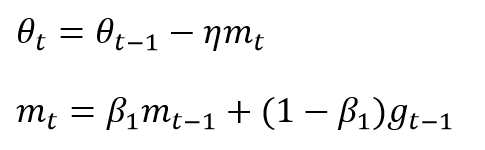 θ_t = θ_{t−1} − ηm_t
m_t = β_1m_{t−1} + (1 − β_1)g_{t−1}